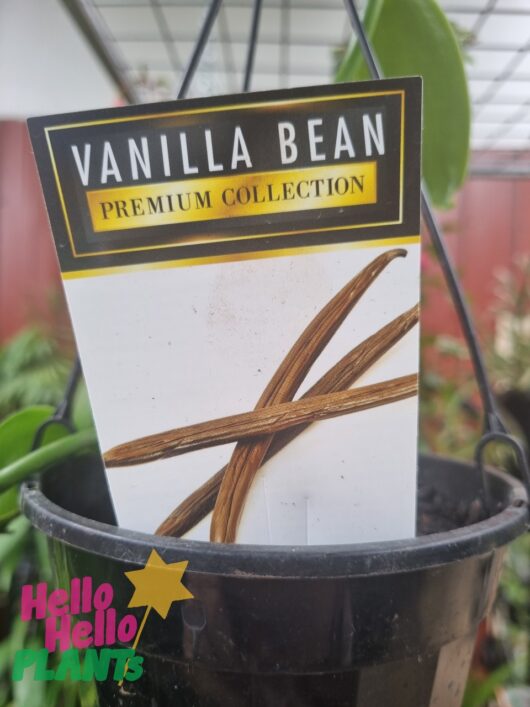 VANILLA BEAN
PREMIUM COLLECTION
Hello
Hello
PLANTS